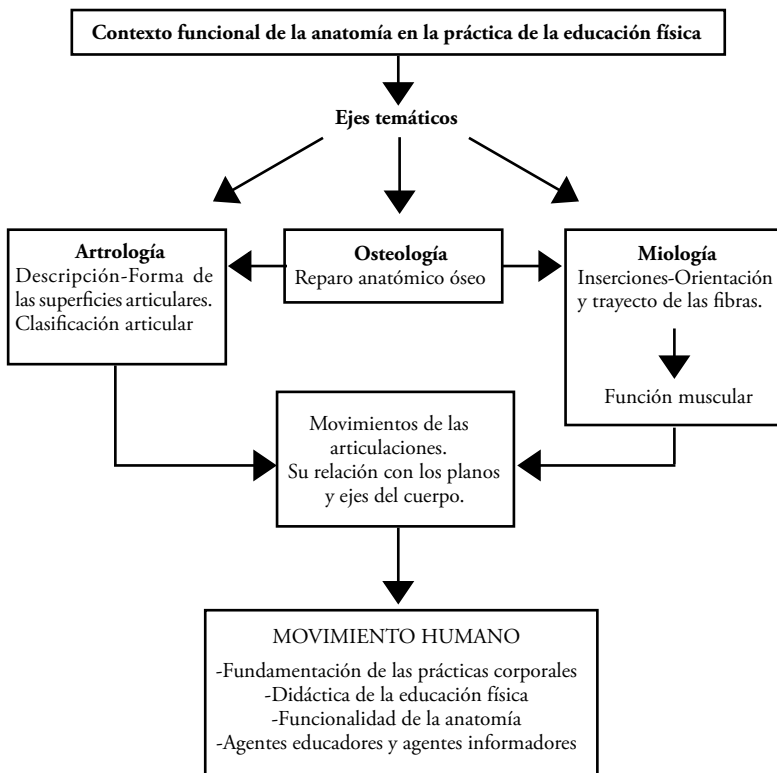 Contexto funcional de la anatomía en la práctica de la educación física
Ejes temáticos
Artrología
Descripción-Forma de
las superficies articulares.
Clasificación articular
Osteología
Reparo anatómico óseo
Miología
Inserciones-Orientación
y trayecto de las fibras.
Función muscular
Movimientos de las
articulaciones.
Su relación con los planos
y ejes del cuerpo.
MOVIMIENTO HUMANO
-Fundamentación de las prácticas corporales
-Didáctica de la educación física
-Funcionalidad de la anatomía
-Agentes educadores y agentes informadores